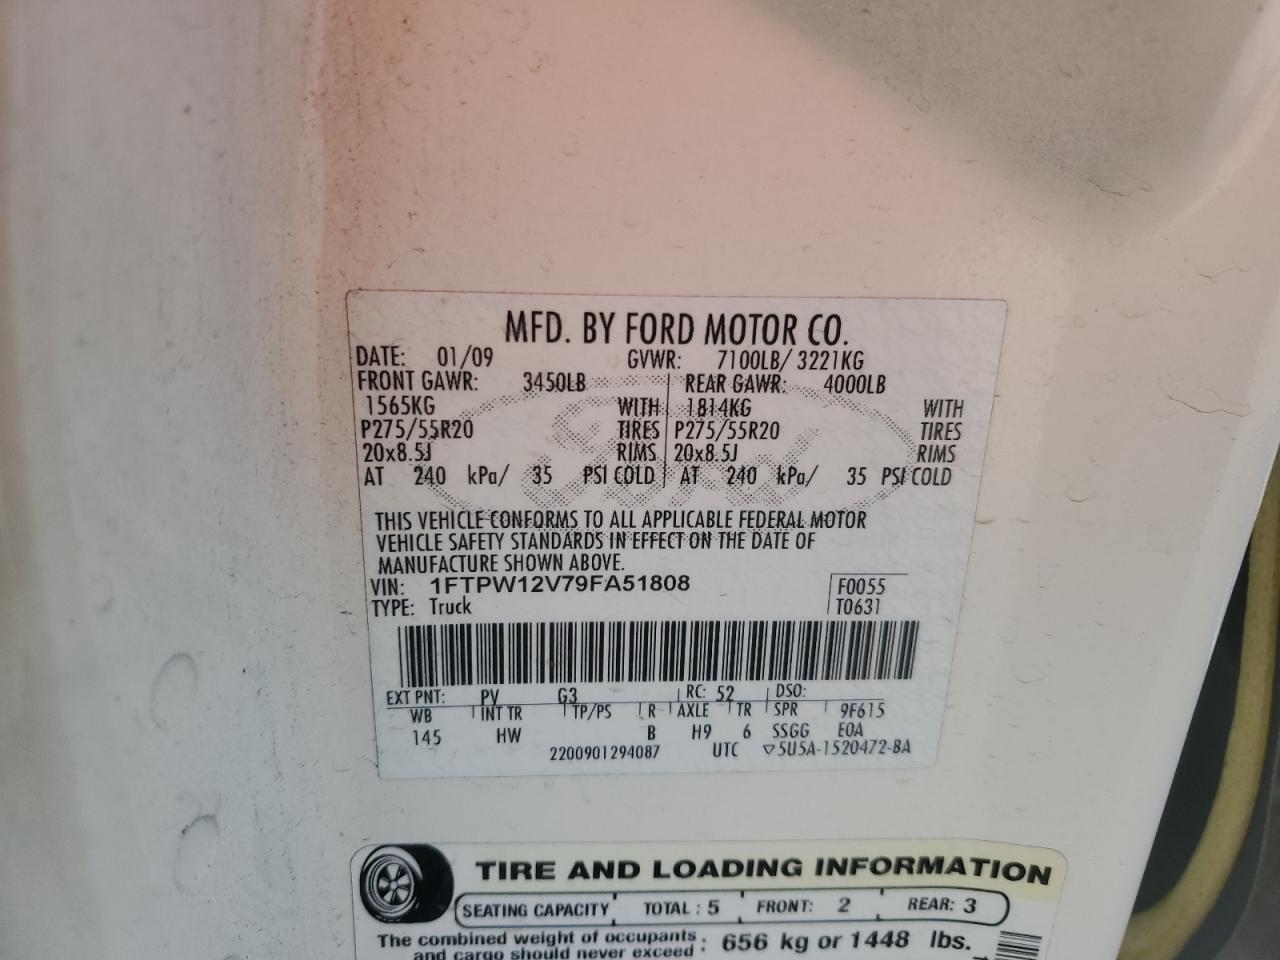 MFD. BY FORD MOTOR CO.
DATE: 01/09 GVWR: 7100LB/ 3221KG
FRONT GAWR: 3450LB REAR GAWR: 4000LB
1565KG WITH 1814KG WITH
P275/55R20 TIRES P275/55R20 TIRES
20x8.5J RIMS 20x8.5J RIMS
AT 240 kPa/ 35 PSI COLD AT 240 kPa/ 35 PSI COLD
Ford
THIS VEHICLE CONFORMS TO ALL APPLICABLE FEDERAL MOTOR
VEHICLE SAFETY STANDARDS IN EFFECT ON THE DATE OF
MANUFACTURE SHOWN ABOVE.
VIN: 1FTPW12V79FA51808 F0055
TYPE: Truck T0631
EXT PNT: PV G3 RC: 52 DSO:
WB INT TR TP/PS R AXLE TR SPR 9F615
145 HW B H9 6 SSGG E0A
2200901294087 UTC ▽5U5A-1520472-BA
TIRE AND LOADING INFORMATION
SEATING CAPACITY TOTAL : 5 FRONT: 2 REAR: 3
The combined weight of occupants : 656 kg or 1448 lbs.
and cargo should never exceed